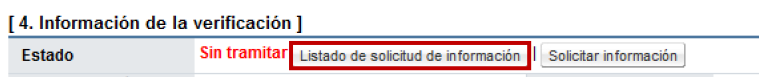 [ 4. Información de la verificación ]
Estado Sin tramitar Listado de solicitud de información | Solicitar información